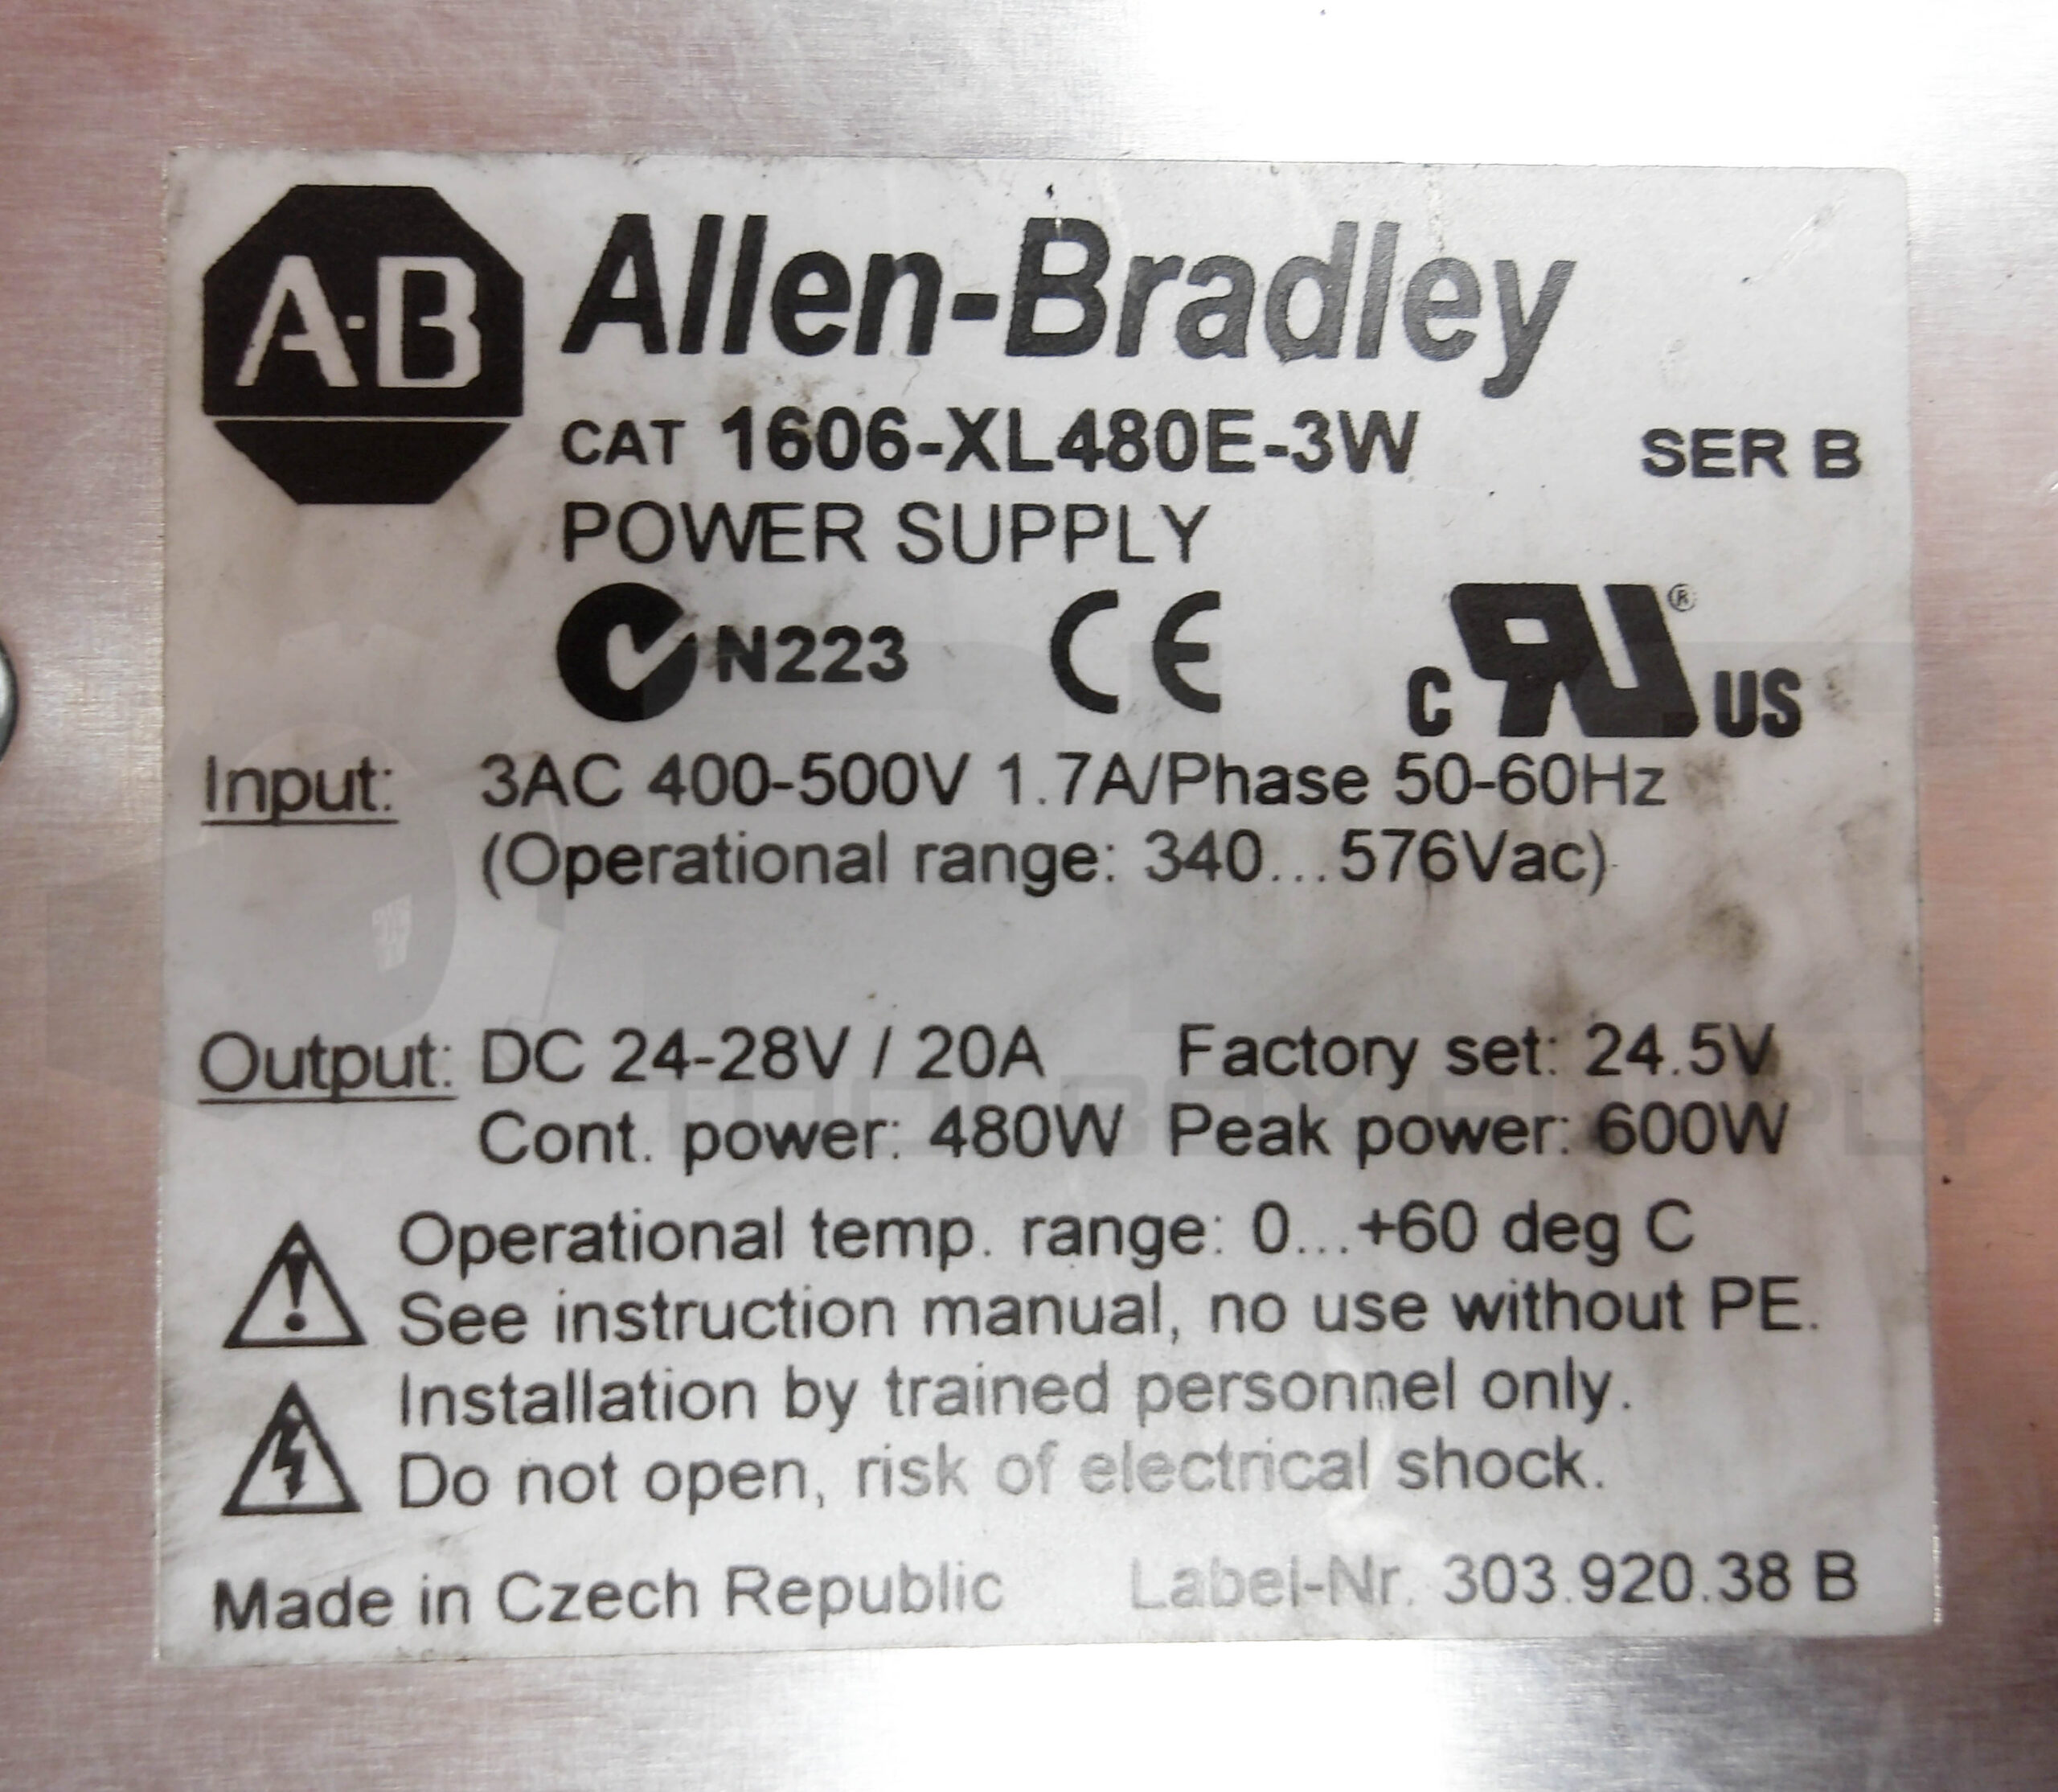 A-B
Allen-Bradley
CAT 1606-XL480E-3W SER B
POWER SUPPLY
N223 CE c RU® US
Input: 3AC 400-500V 1.7A/Phase 50-60Hz
(Operational range: 340...576Vac)
Output: DC 24-28V / 20A Factory set: 24.5V
Cont. power: 480W Peak power: 600W
TOOLBOX SUPPLY
Operational temp. range: 0...+60 deg C
See instruction manual, no use without PE.
Installation by trained personnel only.
Do not open, risk of electrical shock.
Made in Czech Republic Label-Nr. 303.920.38 B